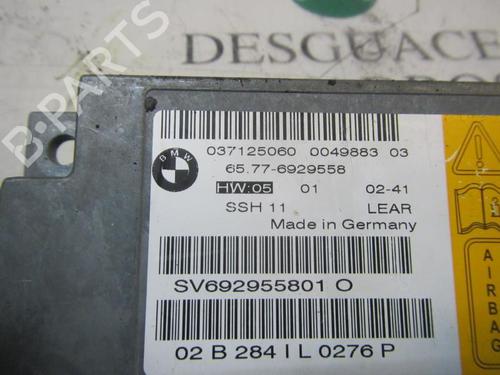 DESGUACE
B-PARTS
BMW
037125060 0049883 03
65.77-6929558
HW:05 01 02-41
SSH 11 LEAR
Made in Germany
SV692955801 O
02 B 284 I L 0276 P
AIRBAG